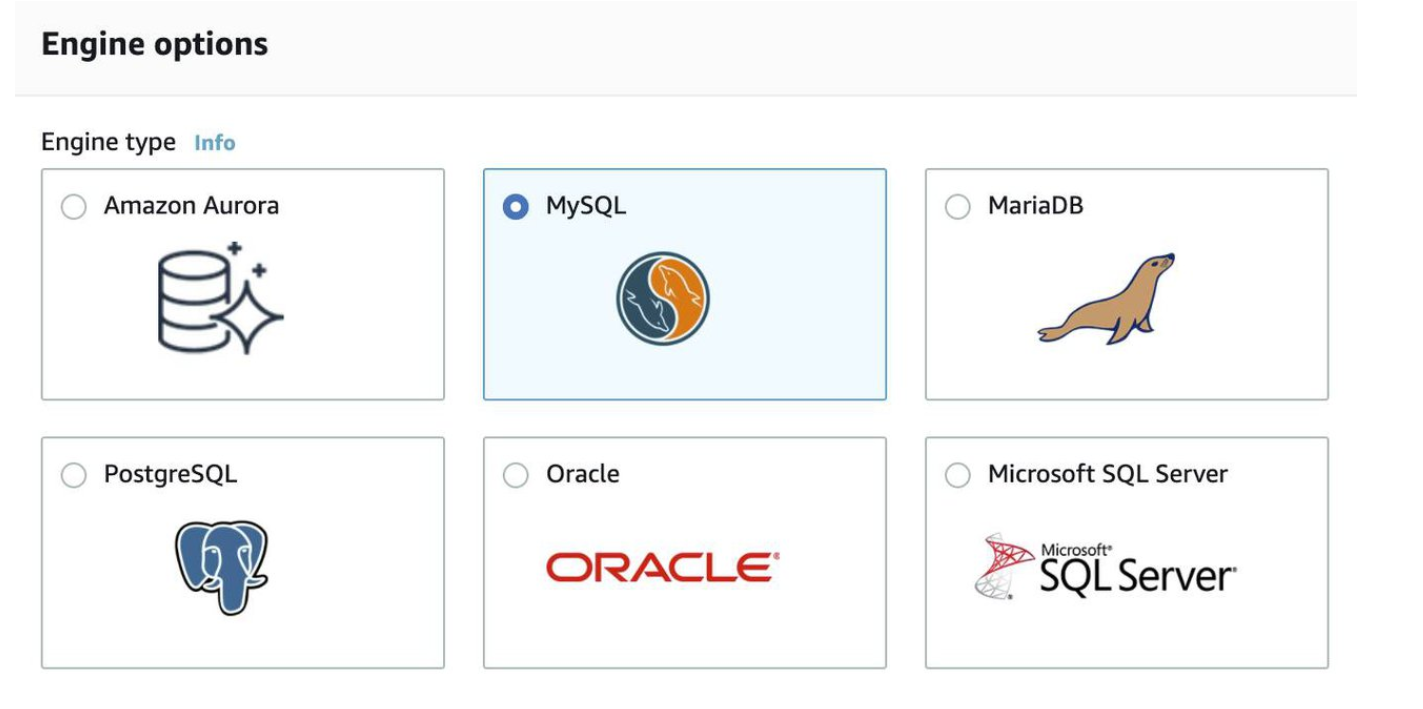 Engine options
Engine type Info
Amazon Aurora
MySQL
MariaDB
PostgreSQL
Oracle
ORACLE®
Microsoft SQL Server
Microsoft®
SQL Server®